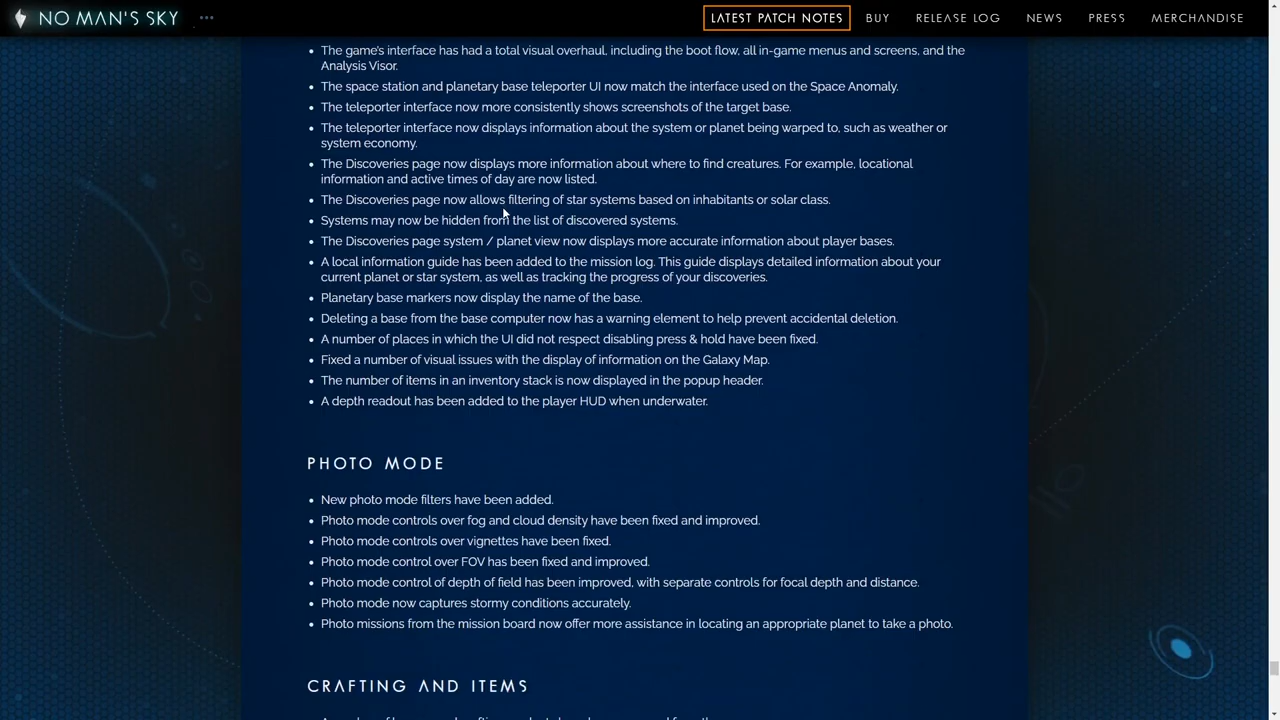 NO MAN'S SKY
LATEST PATCH NOTES BUY RELEASE LOG NEWS PRESS MERCHANDISE
• The game's interface has had a total visual overhaul, including the boot flow, all in-game menus and screens, and the
Analysis Visor.
• The space station and planetary base teleporter UI now match the interface used on the Space Anomaly.
• The teleporter interface now more consistently shows screenshots of the target base.
• The teleporter interface now displays information about the system or planet being warped to, such as weather or
system economy.
• The Discoveries page now displays more information about where to find creatures. For example, locational
information and active times of day are now listed.
• The Discoveries page now allows filtering of star systems based on inhabitants or solar class.
• Systems may now be hidden from the list of discovered systems.
• The Discoveries page system / planet view now displays more accurate information about player bases.
• A local information guide has been added to the mission log. This guide displays detailed information about your
current planet or star system, as well as tracking the progress of your discoveries.
• Planetary base markers now display the name of the base.
• Deleting a base from the base computer now has a warning element to help prevent accidental deletion.
• A number of places in which the UI did not respect disabling press & hold have been fixed.
• Fixed a number of visual issues with the display of information on the Galaxy Map.
• The number of items in an inventory stack is now displayed in the popup header.
• A depth readout has been added to the player HUD when underwater.
PHOTO MODE
• New photo mode filters have been added.
• Photo mode controls over fog and cloud density have been fixed and improved.
• Photo mode controls over vignettes have been fixed.
• Photo mode control over FOV has been fixed and improved.
• Photo mode control of depth of field has been improved, with separate controls for focal depth and distance.
• Photo mode now captures stormy conditions accurately.
• Photo missions from the mission board now offer more assistance in locating an appropriate planet to take a photo.
CRAFTING AND ITEMS